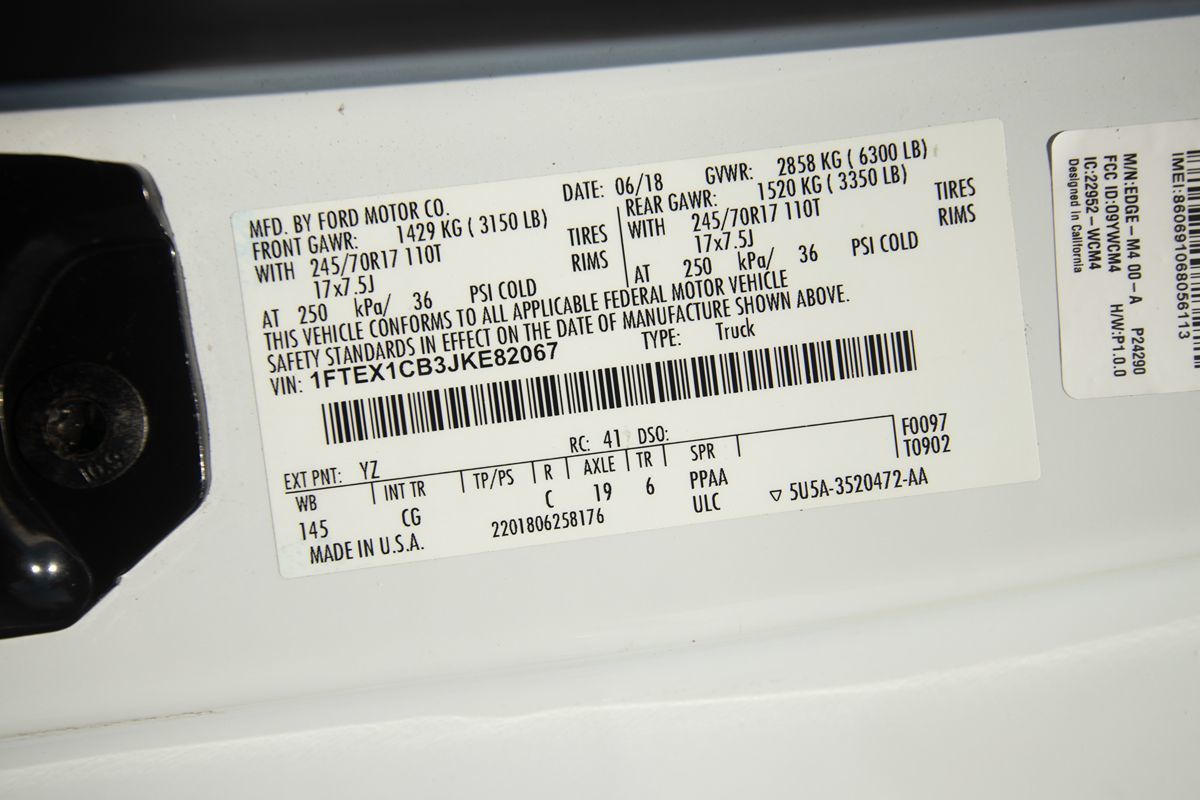 MFD. BY FORD MOTOR CO. DATE: 06/18 GVWR: 2858 KG ( 6300 LB)
FRONT GAWR: 1429 KG ( 3150 LB) REAR GAWR: 1520 KG ( 3350 LB)
WITH 245/70R17 110T TIRES WITH 245/70R17 110T TIRES
17x7.5J RIMS 17x7.5J RIMS
AT 250 kPa/ 36 PSI COLD AT 250 kPa/ 36 PSI COLD
THIS VEHICLE CONFORMS TO ALL APPLICABLE FEDERAL MOTOR VEHICLE
SAFETY STANDARDS IN EFFECT ON THE DATE OF MANUFACTURE SHOWN ABOVE.
VIN: 1FTEX1CB3JKE82067 TYPE: Truck
EXT PNT: YZ RC: 41 DSO: F0097
WB INT TR TP/PS R AXLE TR SPR T0902
145 CG C 19 6 PPAA
ULC ▽ 5U5A-3520472-AA
MADE IN U.S.A. 2201806258176
IMEI:860691068056113
M/N:EDGE-M4 00-A P24290
FCC ID:09YWCM4 H/W:P1.0.0
IC:22952-WCM4
Designed in California
10.9